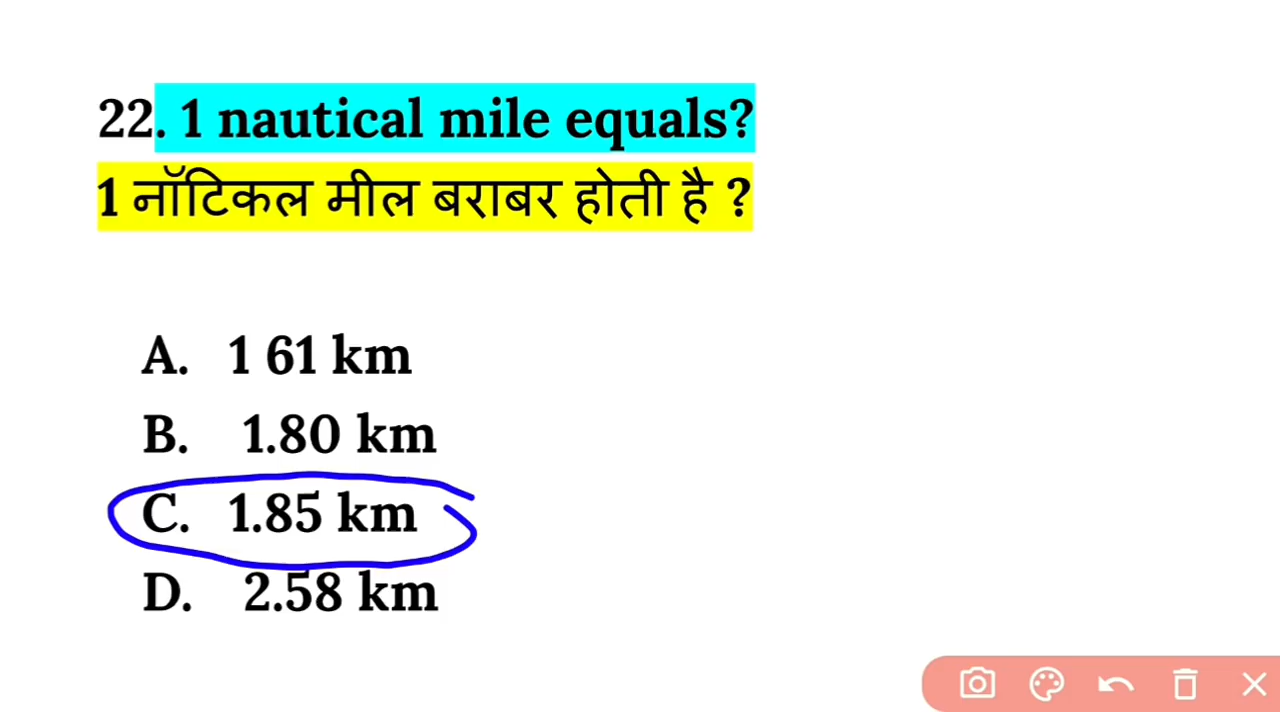 22. 1 nautical mile equals?
1 नॉटिकल मील बराबर होती है ?
A. 1 61 km
B. 1.80 km
C. 1.85 km
D. 2.58 km